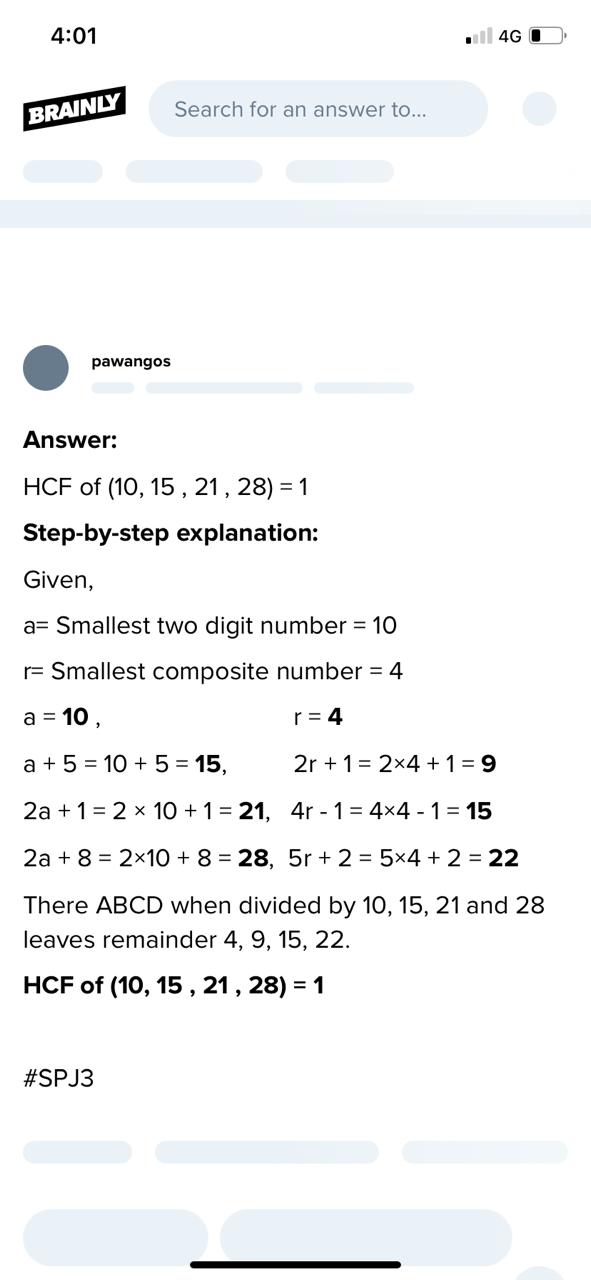 4:01
4G
BRAINLY
Search for an answer to...
pawangos
Answer:
HCF of (10, 15 , 21 , 28) = 1
Step-by-step explanation:
Given,
a= Smallest two digit number = 10
r= Smallest composite number = 4
a = 10 , r = 4
a + 5 = 10 + 5 = 15, 2r + 1 = 2×4 + 1 = 9
2a + 1 = 2 × 10 + 1 = 21, 4r - 1 = 4×4 - 1 = 15
2a + 8 = 2×10 + 8 = 28, 5r + 2 = 5×4 + 2 = 22
There ABCD when divided by 10, 15, 21 and 28
leaves remainder 4, 9, 15, 22.
HCF of (10, 15 , 21 , 28) = 1
#SPJ3